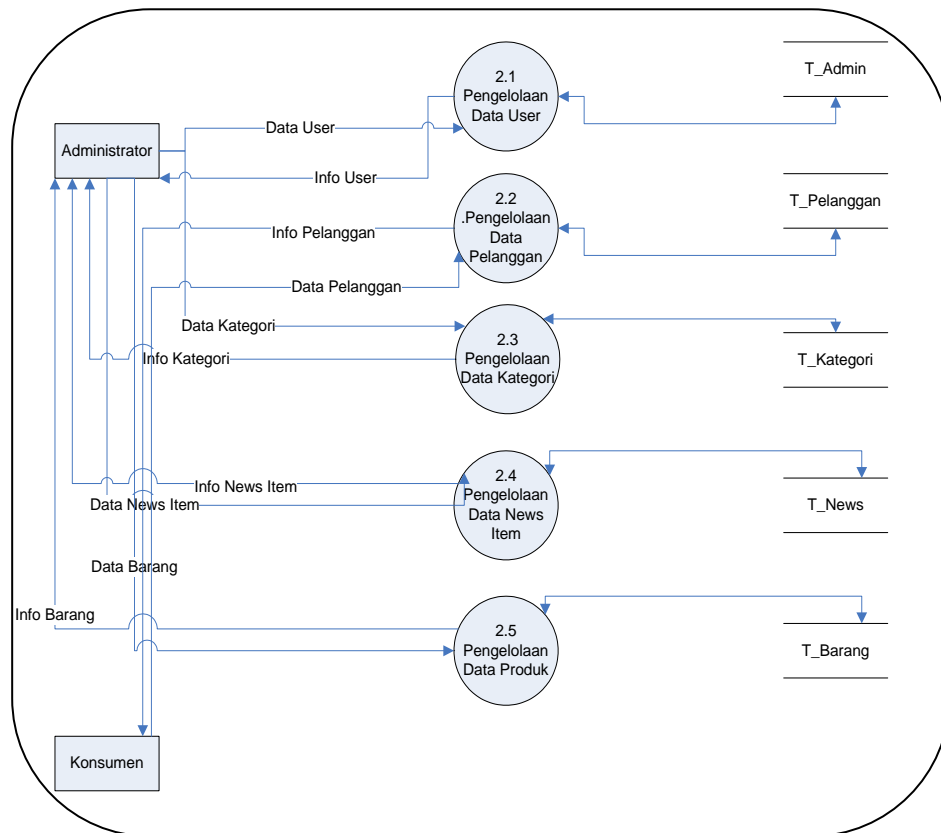 2.1
Pengelolaan
Data User
T_Admin
Data User
Administrator
Info User
2.2
.Pengelolaan
Data
Pelanggan
T_Pelanggan
Info Pelanggan
Data Pelanggan
Data Kategori
2.3
Pengelolaan
Data Kategori
Info Kategori
T_Kategori
2.4
Pengelolaan
Data News
Item
Info News Item
Data News Item
T_News
Data Barang
Info Barang
2.5
Pengelolaan
Data Produk
T_Barang
Konsumen